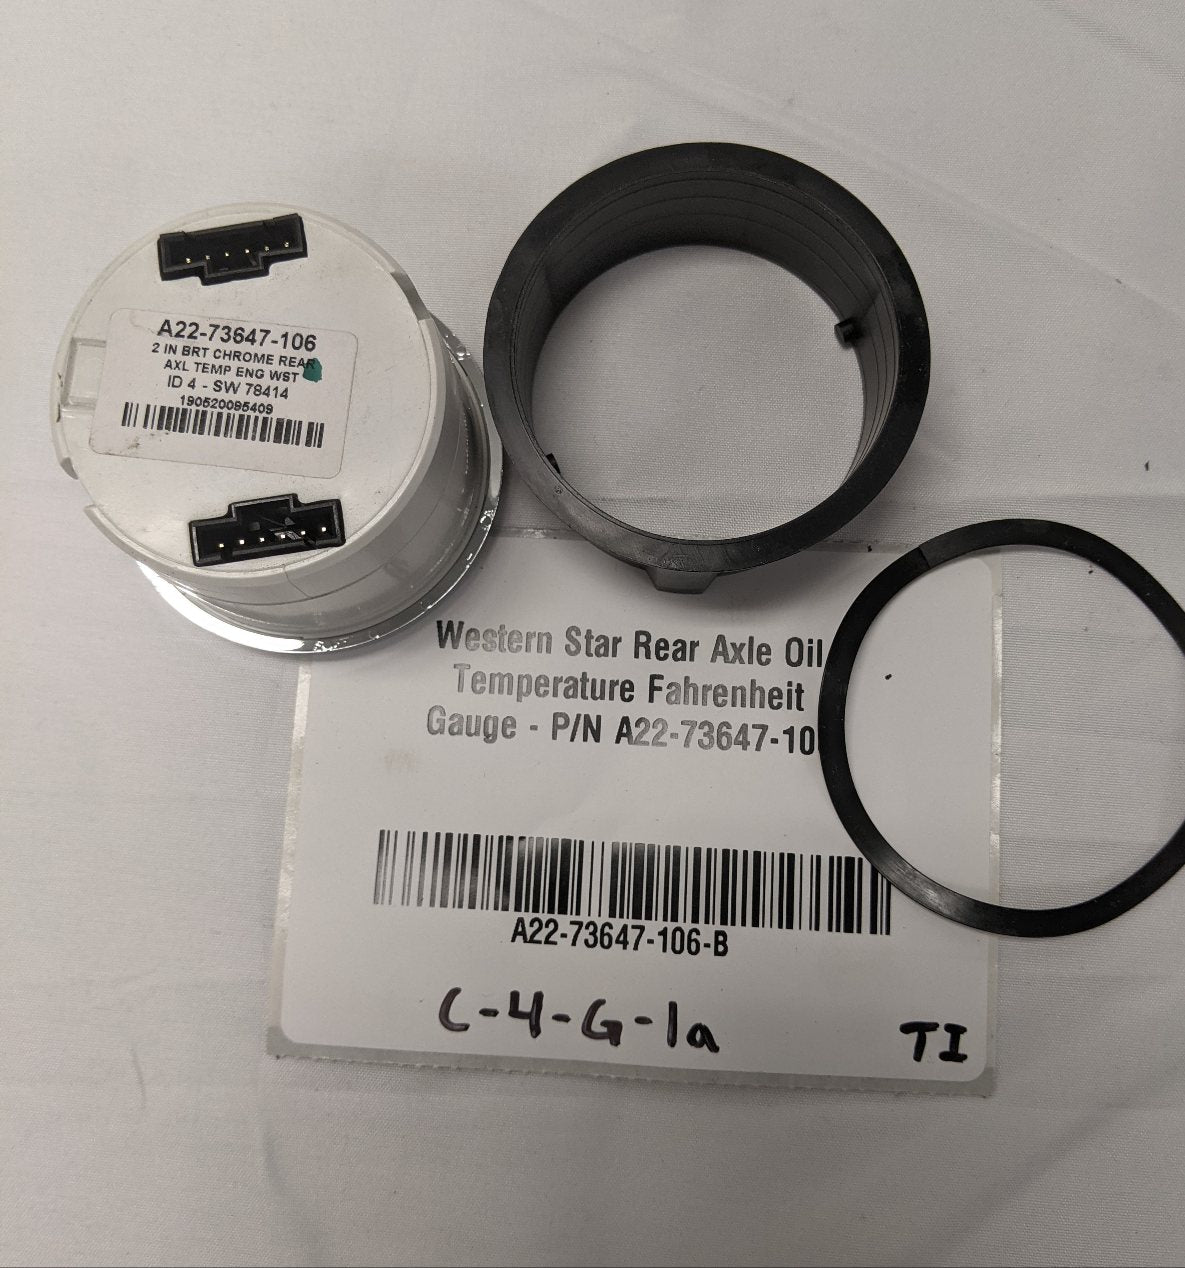 A22-73647-106
2 IN BRT CHROME REAR
AXL TEMP ENG WST
ID 4 - SW 78414
190520095409
Western Star Rear Axle Oil
Temperature Fahrenheit
Gauge - P/N A22-73647-10
A22-73647-106-B
C-4-G-1a
TI